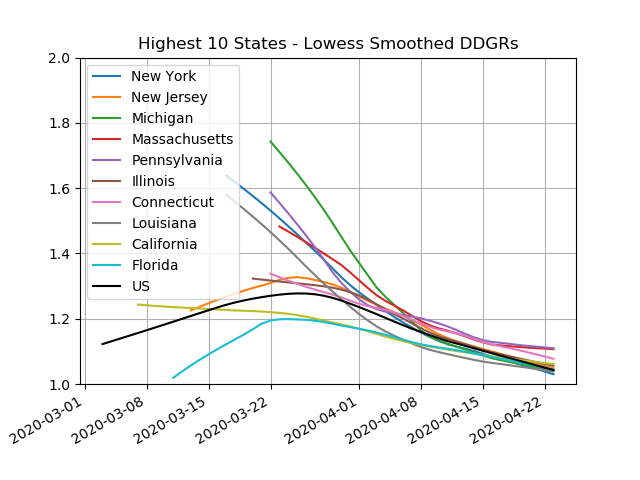 Highest 10 States - Lowess Smoothed DDGRs
2.0
1.8
1.6
1.4
1.2
1.0
New York
New Jersey
Michigan
Massachusetts
Pennsylvania
Illinois
Connecticut
Louisiana
California
Florida
US
2020-03-01
2020-03-08
2020-03-15
2020-03-22
2020-04-01
2020-04-08
2020-04-15
2020-04-22